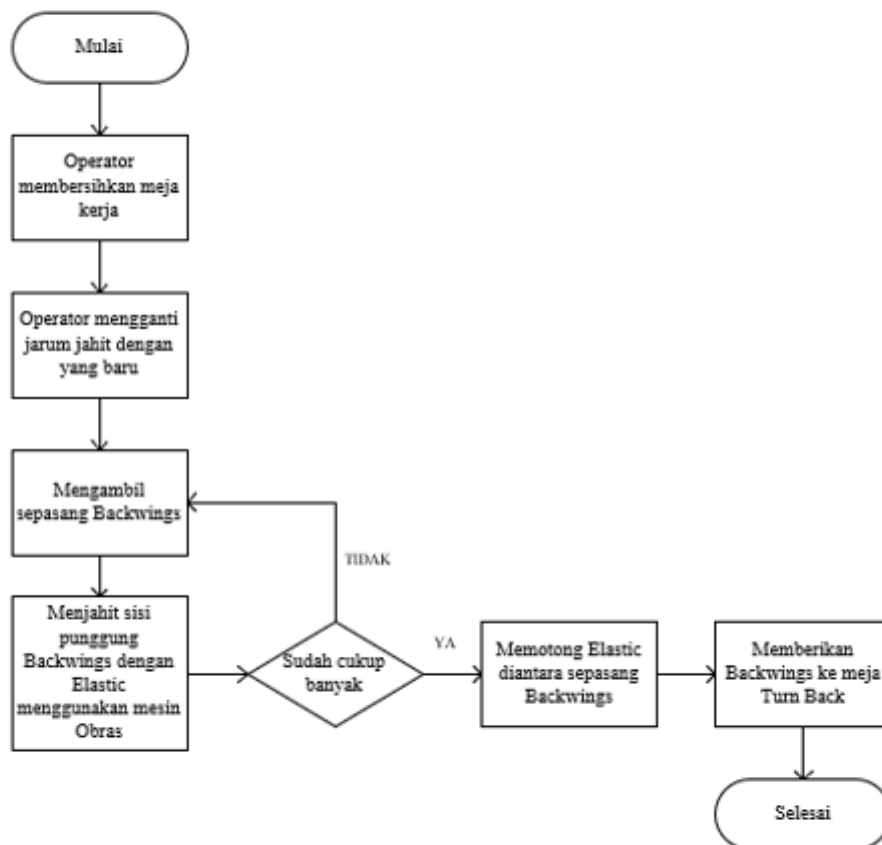 Mulai
Operator
membersihkan meja
kerja
Operator mengganti
jarum jahit dengan
yang baru
Mengambil
sepasang Backwings
TIDAK
Menjahit sisi
punggung
Backwings dengan
Elastic
menggunakan mesin
Obras
Sudah cukup
banyak
YA
Memotong Elastic
diantara sepasang
Backwings
Memberikan
Backwings ke meja
Turn Back
Selesai